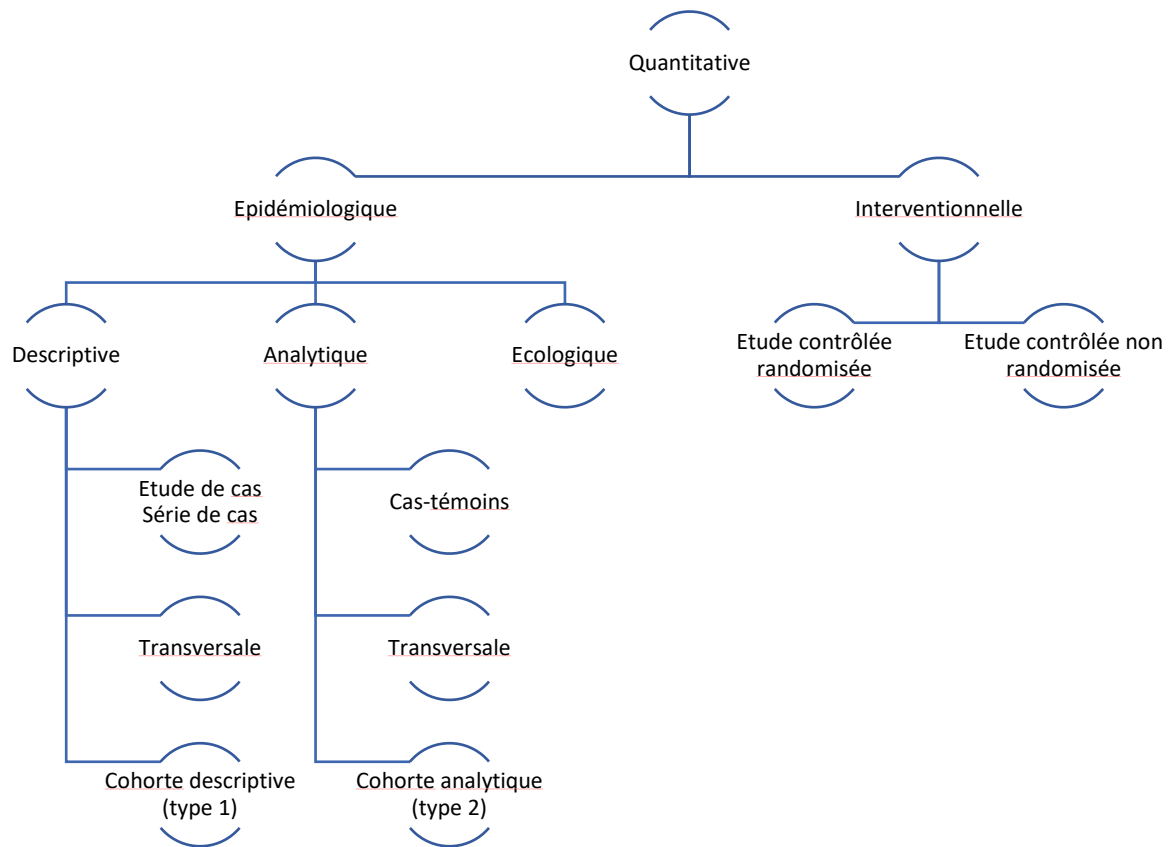 Quantitative
Epidémiologique
Interventionnelle
Descriptive
Analytique
Ecologique
Etude contrôlée
randomisée
Etude contrôlée non
randomisée
Etude de cas
Série de cas
Cas-témoins
Transversale
Transversale
Cohorte descriptive
(type 1)
Cohorte analytique
(type 2)